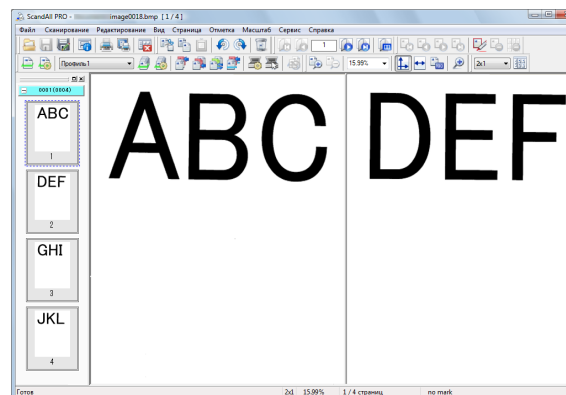 ScandAll PRO - image0018.bmp [ 1 / 4 ]
Файл Сканирование Редактирование Вид Страница Отметка Масштаб Сервис Справка
1
Профиль1 15.99% 2x1
0001(0004)
ABC
1
DEF
2
GHI
3
JKL
4
ABC DEF
Готов 2x1 15.99% 1 / 4 страниц no mark